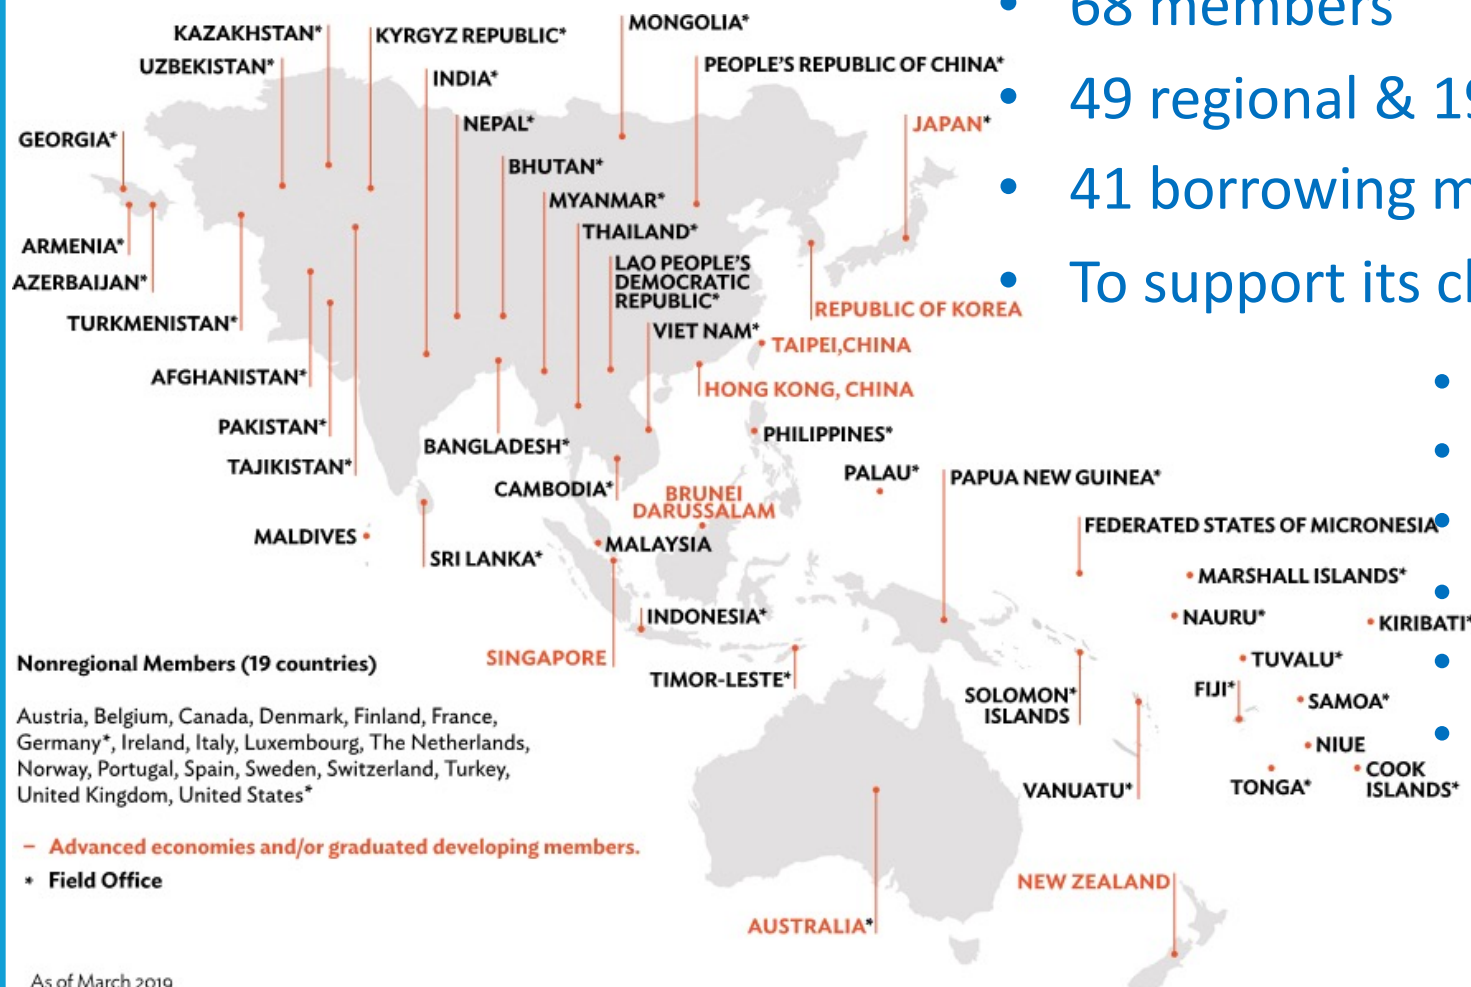 68 members
49 regional & 19
41 borrowing m
To support its cl
KAZAKHSTAN*
KYRGYZ REPUBLIC*
MONGOLIA*
UZBEKISTAN*
INDIA*
PEOPLE'S REPUBLIC OF CHINA*
GEORGIA*
NEPAL*
JAPAN*
BHUTAN*
MYANMAR*
THAILAND*
ARMENIA*
LAO PEOPLE'S
DEMOCRATIC
REPUBLIC*
AZERBAIJAN*
REPUBLIC OF KOREA
TURKMENISTAN*
VIET NAM*
TAIPEI,CHINA
AFGHANISTAN*
HONG KONG, CHINA
PAKISTAN*
BANGLADESH*
PHILIPPINES*
TAJIKISTAN*
PALAU*
PAPUA NEW GUINEA*
CAMBODIA*
BRUNEI
DARUSSALAM
FEDERATED STATES OF MICRONESIA
MALDIVES
SRI LANKA*
MALAYSIA
MARSHALL ISLANDS*
INDONESIA*
NAURU*
KIRIBATI*
SINGAPORE
TIMOR-LESTE*
TUVALU*
SOLOMON*
ISLANDS
FIJI*
SAMOA*
NIUE
VANUATU*
TONGA*
COOK
ISLANDS*
Nonregional Members (19 countries)
Austria, Belgium, Canada, Denmark, Finland, France,
Germany*, Ireland, Italy, Luxembourg, The Netherlands,
Norway, Portugal, Spain, Sweden, Switzerland, Turkey,
United Kingdom, United States*
– Advanced economies and/or graduated developing members.
* Field Office
NEW ZEALAND
AUSTRALIA*
As of March 2019